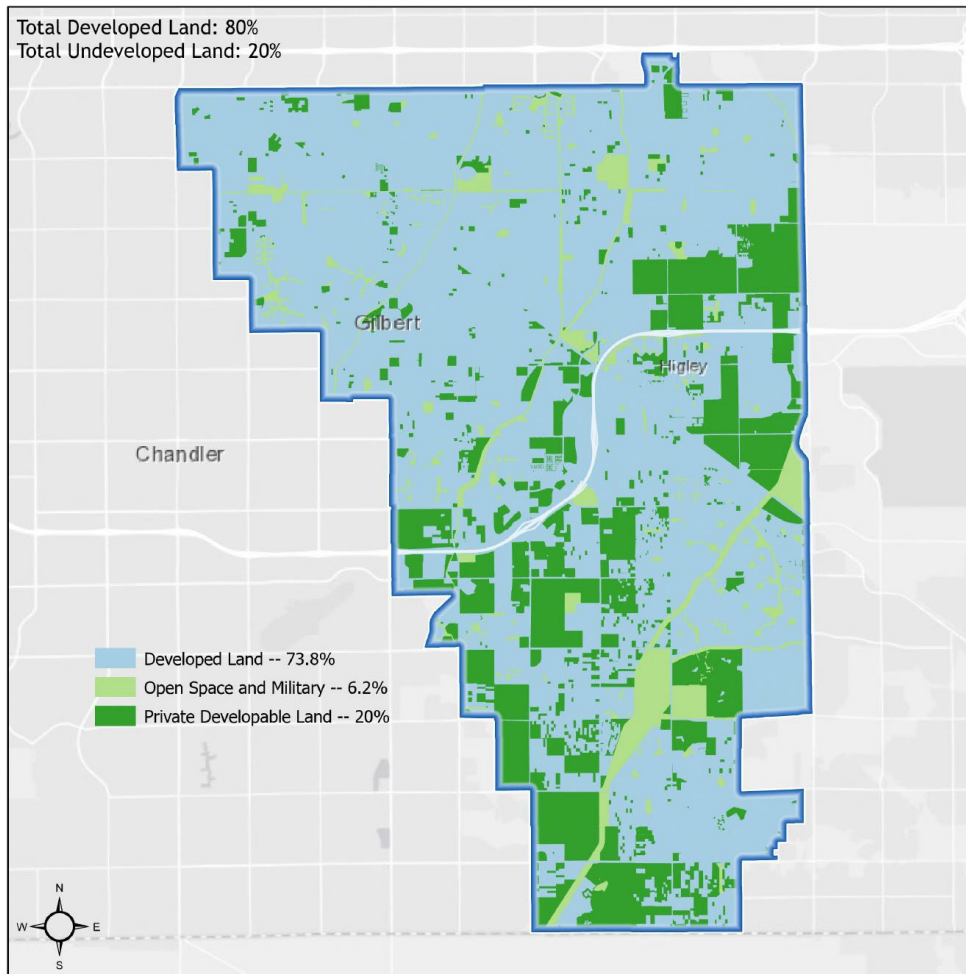 Total Developed Land: 80%
Total Undeveloped Land: 20%
Gilbert
Higley
Chandler
Developed Land -- 73.8%
Open Space and Military -- 6.2%
Private Developable Land -- 20%
N
W E
S